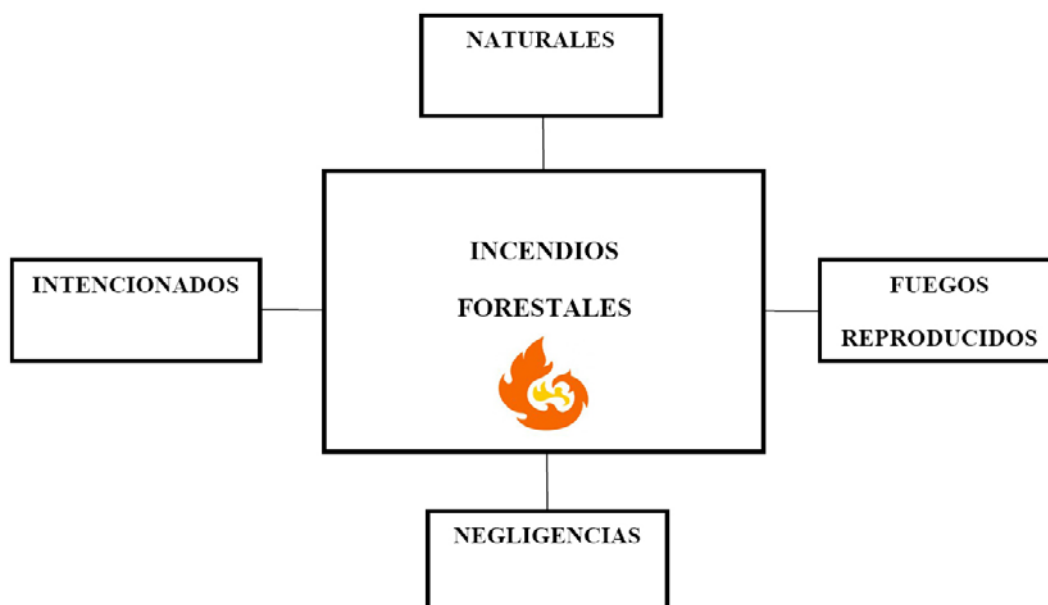 NATURALES
INCENDIOS
FORESTALES
INTENCIONADOS
FUEGOS
REPRODUCIDOS
NEGLIGENCIAS